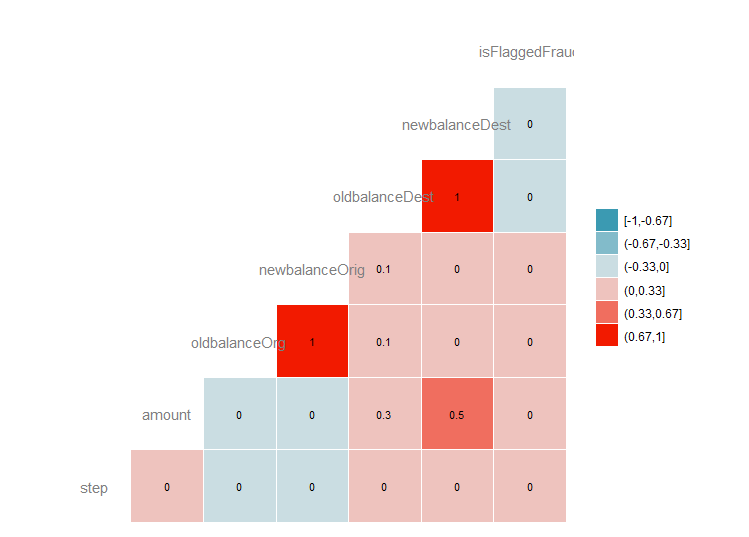 isFlaggedFraud
newbalanceDest 0
oldbalanceDest 1 0
newbalanceOrig 0.1 0 0
oldbalanceOrg 1 0.1 0 0
amount 0 0 0.3 0.5 0
step 0 0 0 0 0 0
[-1,-0.67]
(-0.67,-0.33]
(-0.33,0]
(0,0.33]
(0.33,0.67]
(0.67,1]